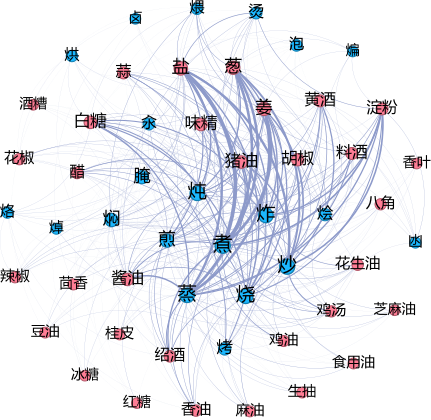 煨
卤
烫
泡
煸
烘
盐
葱
蒜
姜
黄酒
淀粉
酒糟
白糖
汆
味精
花椒
醋
腌
炖
猪油
胡椒
料酒
香叶
八角
烙
焯
焖
煎
煮
炸
烩
辣椒
茴香
酱油
蒸
烧
炒
花生油
豆油
桂皮
绍酒
烤
鸡油
鸡汤
芝麻油
食用油
冰糖
红糖
香油
麻油
生抽